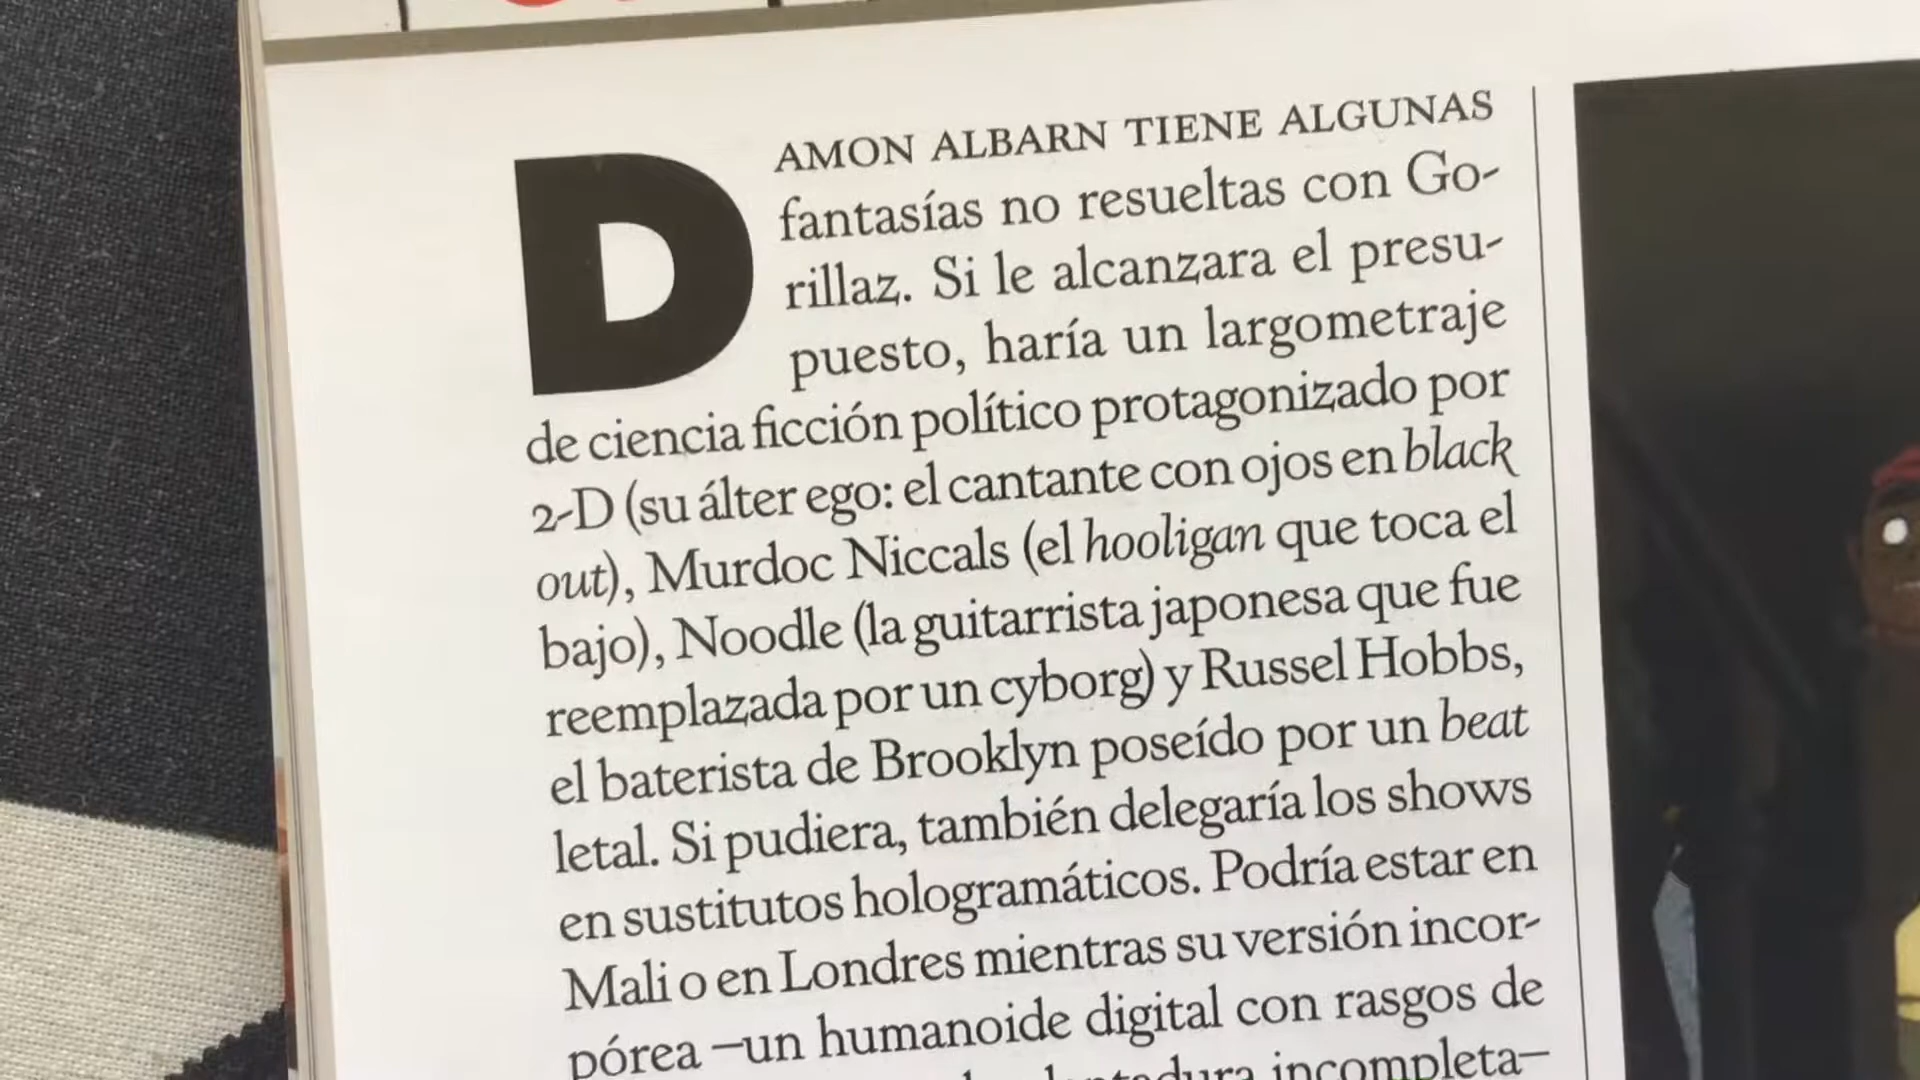 DAMON ALBARN TIENE ALGUNAS
fantasías no resueltas con Go-
rillaz. Si le alcanzara el presu-
puesto, haría un largometraje
de ciencia ficción político protagonizado por
2-D (su álter ego: el cantante con ojos en black
out), Murdoc Niccals (el hooligan que toca el
bajo), Noodle (la guitarrista japonesa que fue
reemplazada por un cyborg) y Russel Hobbs,
el baterista de Brooklyn poseído por un beat
letal. Si pudiera, también delegaría los shows
en sustitutos hologramáticos. Podría estar en
Mali o en Londres mientras su versión incor-
pórea —un humanoide digital con rasgos de
incompleta—